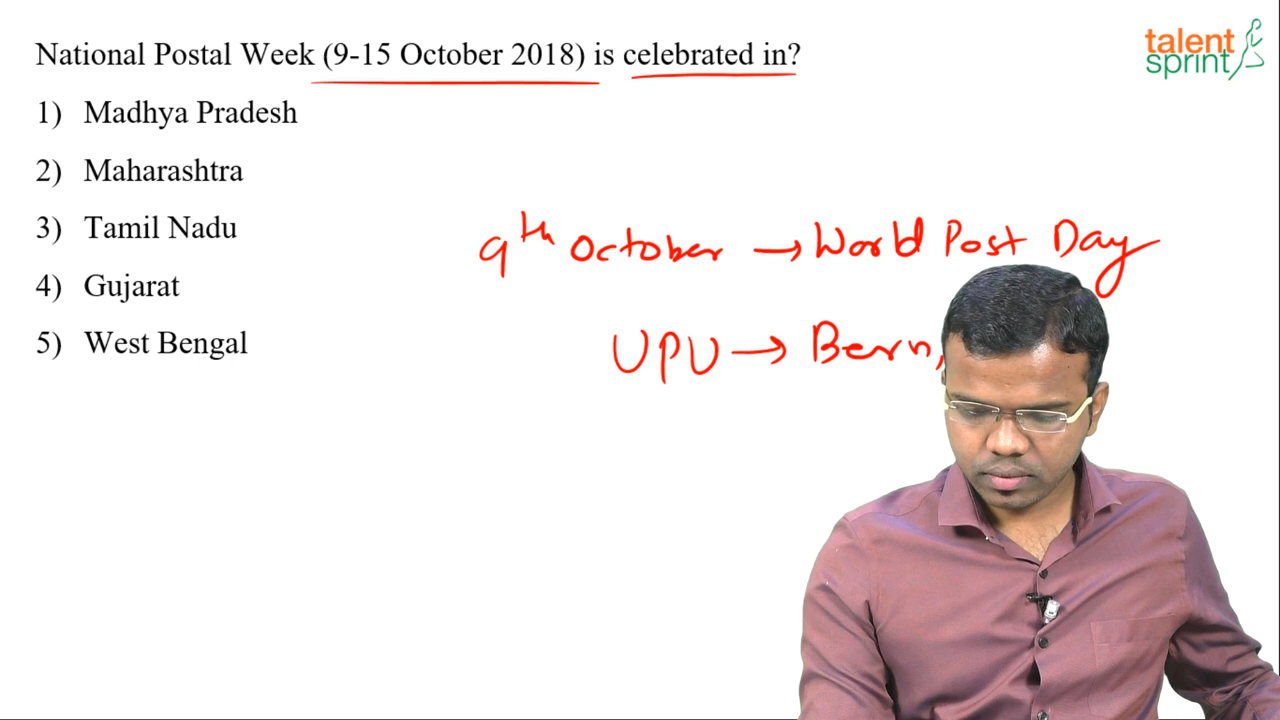 National Postal Week (9-15 October 2018) is celebrated in?
talent
sprint
1) Madhya Pradesh
2) Maharashtra
3) Tamil Nadu
4) Gujarat
5) West Bengal
9th October → World Post Day
UPU → Bern,